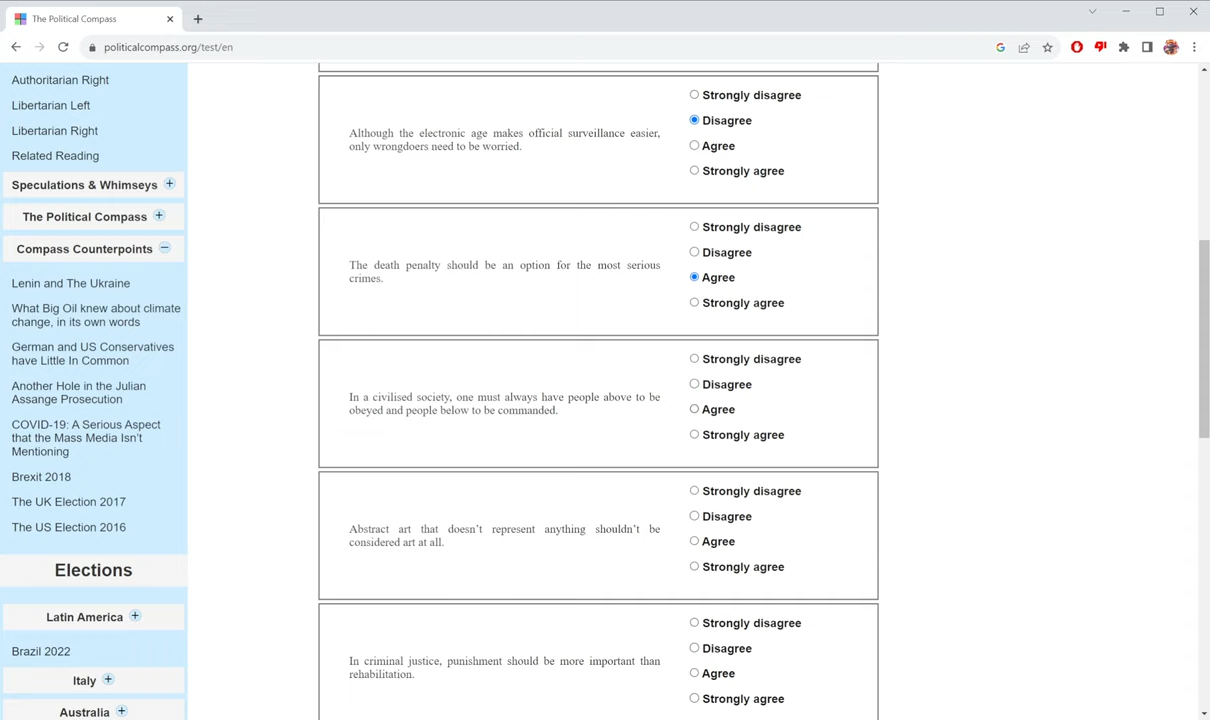 The Political Compass
politicalcompass.org/test/en
Authoritarian Right
Libertarian Left
Libertarian Right
Related Reading
Speculations & Whimseys
The Political Compass
Compass Counterpoints
Lenin and The Ukraine
What Big Oil knew about climate
change, in its own words
German and US Conservatives
have Little In Common
Another Hole in the Julian
Assange Prosecution
COVID-19: A Serious Aspect
that the Mass Media Isn't
Mentioning
Brexit 2018
The UK Election 2017
The US Election 2016
Elections
Latin America
Brazil 2022
Italy
Australia
Although the electronic age makes official surveillance easier,
only wrongdoers need to be worried.
Strongly disagree
Disagree
Agree
Strongly agree
The death penalty should be an option for the most serious
crimes.
Strongly disagree
Disagree
Agree
Strongly agree
In a civilised society, one must always have people above to be
obeyed and people below to be commanded.
Strongly disagree
Disagree
Agree
Strongly agree
Abstract art that doesn't represent anything shouldn't be
considered art at all.
Strongly disagree
Disagree
Agree
Strongly agree
In criminal justice, punishment should be more important than
rehabilitation.
Strongly disagree
Disagree
Agree
Strongly agree